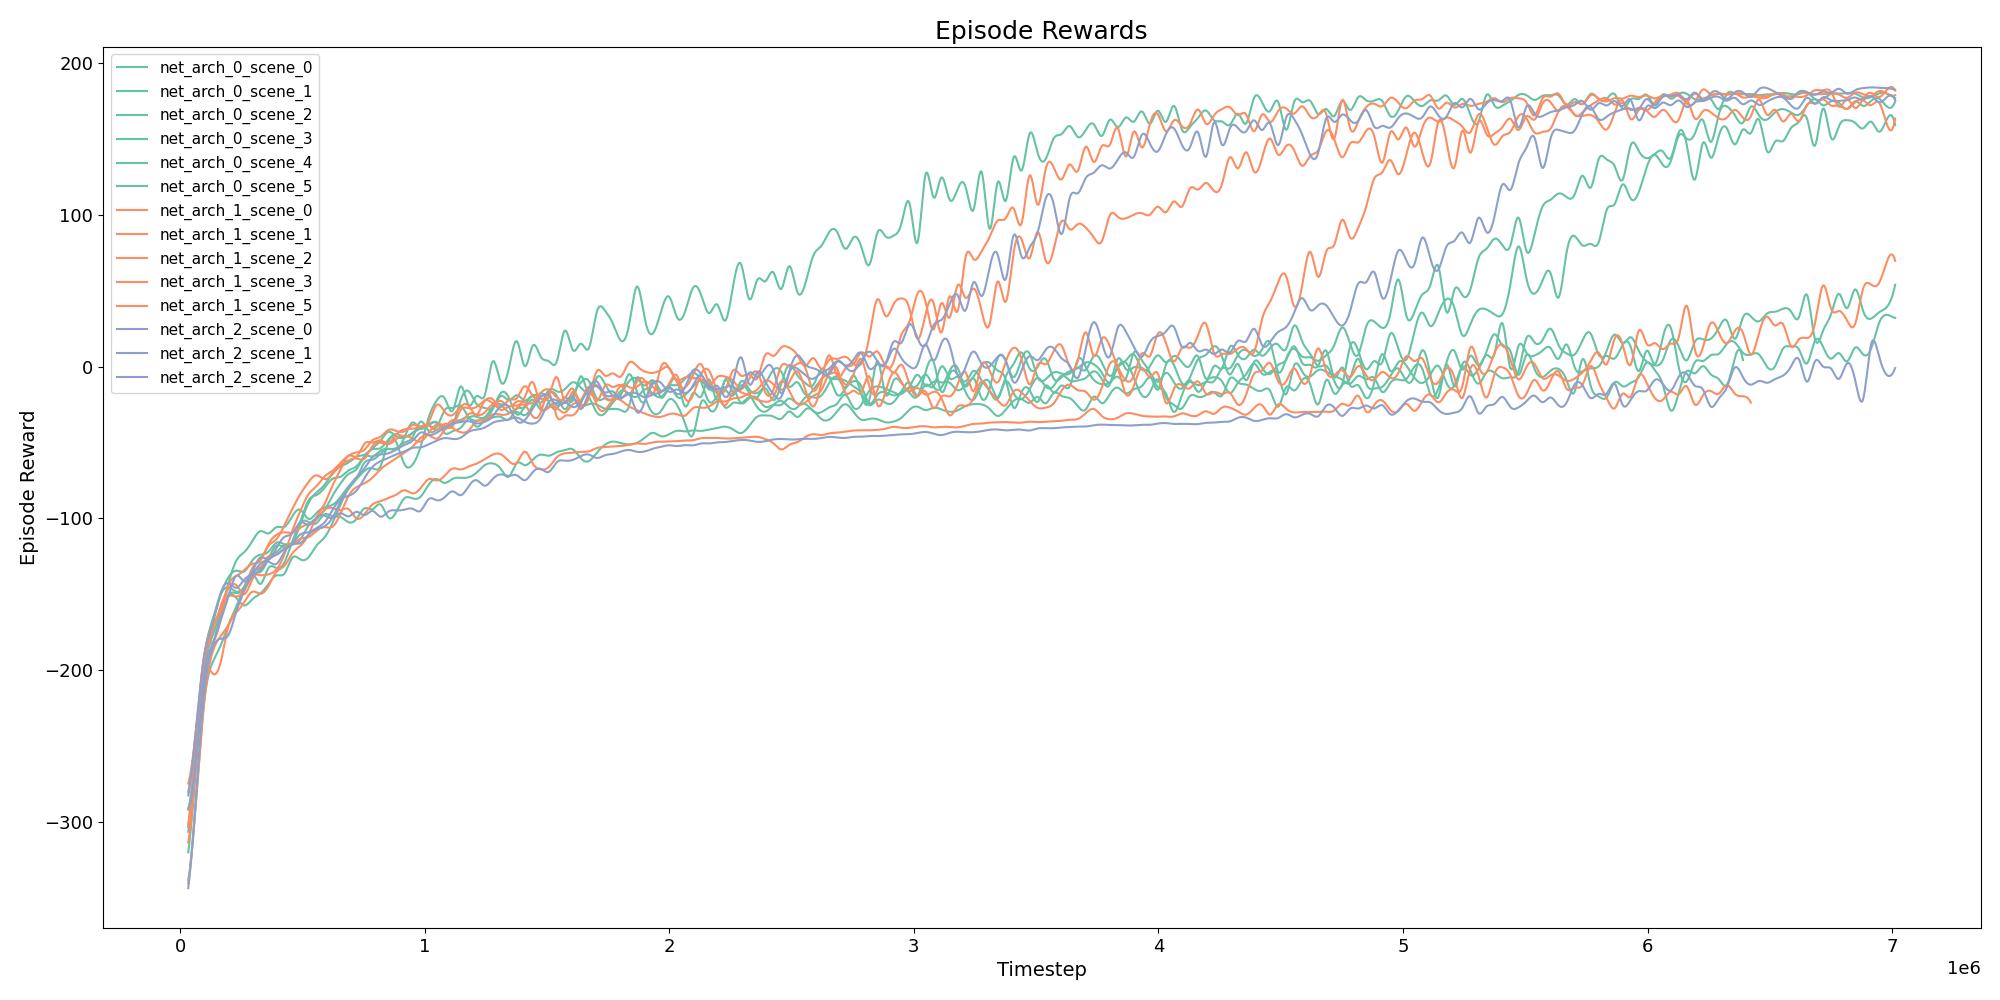 Episode Rewards
200
100
0
−100
−200
−300
Episode Reward
net_arch_0_scene_0
net_arch_0_scene_1
net_arch_0_scene_2
net_arch_0_scene_3
net_arch_0_scene_4
net_arch_0_scene_5
net_arch_1_scene_0
net_arch_1_scene_1
net_arch_1_scene_2
net_arch_1_scene_3
net_arch_1_scene_5
net_arch_2_scene_0
net_arch_2_scene_1
net_arch_2_scene_2
0 1 2 3 4 5 6 7
Timestep
1e6